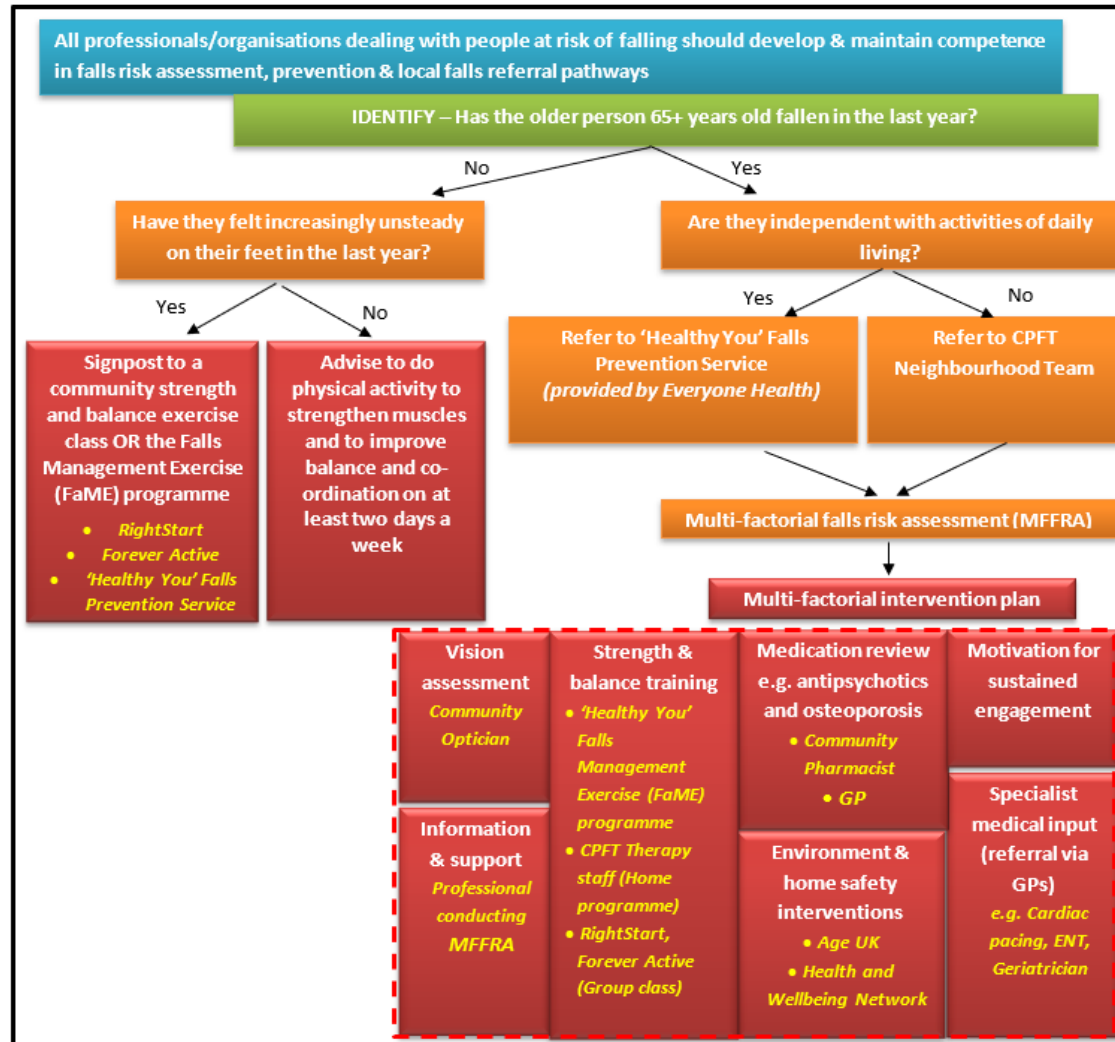 All professionals/organisations dealing with people at risk of falling should develop & maintain competence
in falls risk assessment, prevention & local falls referral pathways
IDENTIFY – Has the older person 65+ years old fallen in the last year?
No
Yes
Have they felt increasingly unsteady
on their feet in the last year?
Are they independent with activities of daily
living?
Yes
No
Yes
No
Signpost to a
community strength
and balance exercise
class OR the Falls
Management Exercise
(FaME) programme
• RightStart
• Forever Active
• ‘Healthy You’ Falls
Prevention Service
Advise to do
physical activity to
strengthen muscles
and to improve
balance and co-
ordination on at
least two days a
week
Refer to ‘Healthy You’ Falls
Prevention Service
(provided by Everyone Health)
Refer to CPFT
Neighbourhood Team
Multi-factorial falls risk assessment (MFFRA)
Multi-factorial intervention plan
Vision
assessment
Community
Optician
Information
& support
Professional
conducting
MFFRA
Strength &
balance training
• ‘Healthy You’
Falls
Management
Exercise (FaME)
programme
• CPFT Therapy
staff (Home
programme)
• RightStart,
Forever Active
(Group class)
Medication review
e.g. antipsychotics
and osteoporosis
• Community
Pharmacist
• GP
Environment &
home safety
interventions
• Age UK
• Health and
Wellbeing Network
Motivation for
sustained
engagement
Specialist
medical input
(referral via
GPs)
e.g. Cardiac
pacing, ENT,
Geriatrician